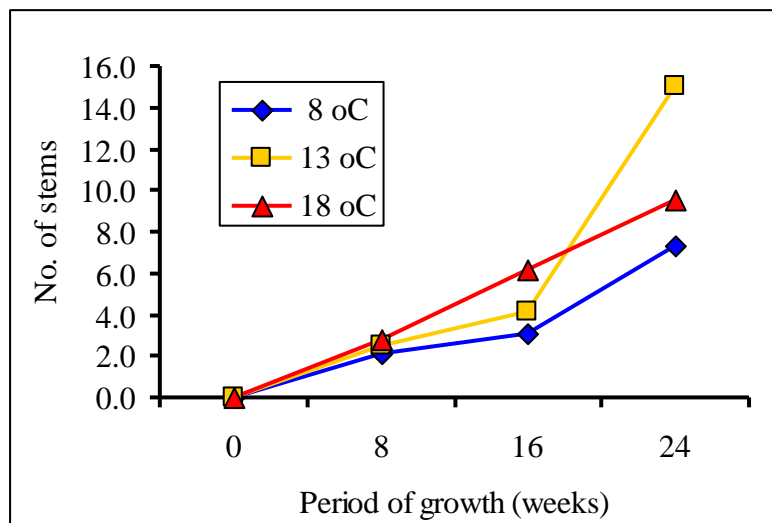 16.0
14.0
12.0
10.0
8.0
6.0
4.0
2.0
0.0
No. of stems
8 oC
13 oC
18 oC
0 8 16 24
Period of growth (weeks)